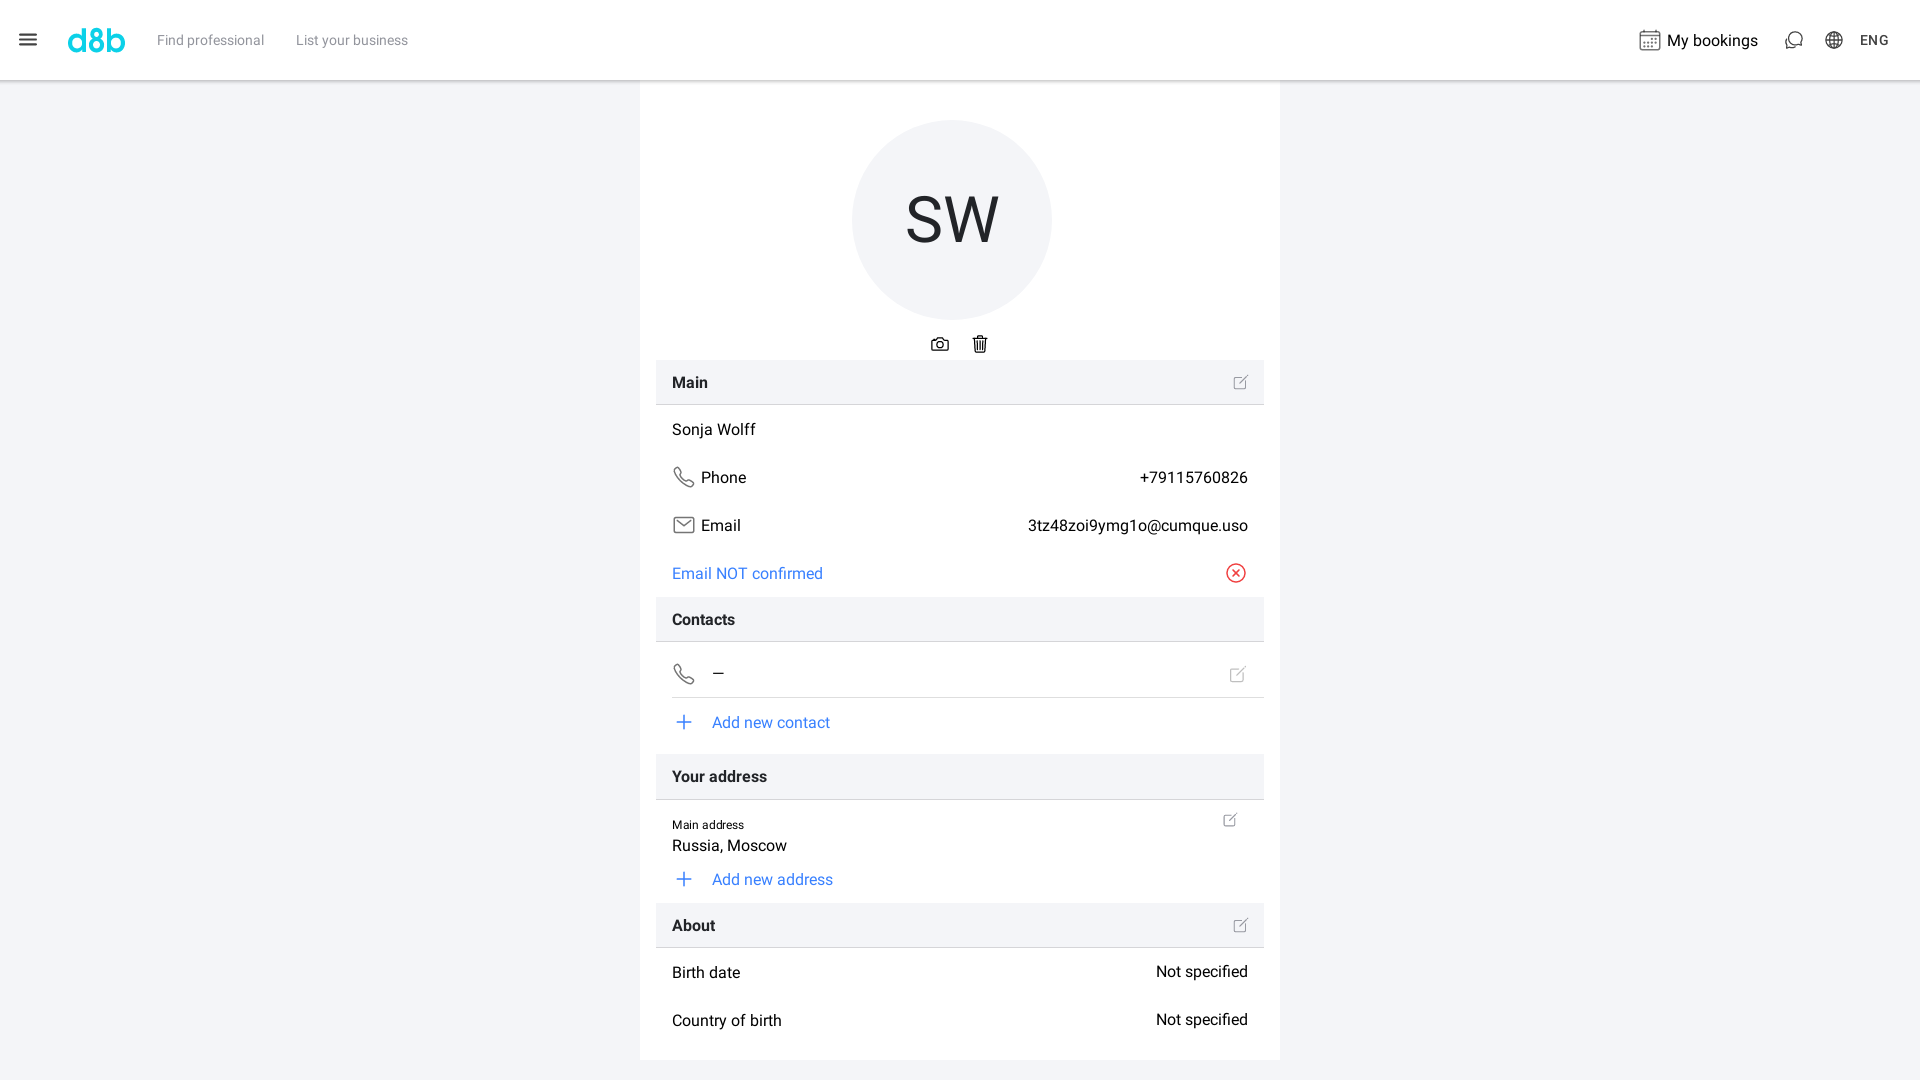 d8b
Find professional
List your business
My bookings
ENG
SW
Main
Sonja Wolff
Phone
+79115760826
Email
3tz48zoi9ymg1o@cumque.uso
Email NOT confirmed
Contacts
—
Add new contact
Your address
Main address
Russia, Moscow
Add new address
About
Birth date
Not specified
Country of birth
Not specified